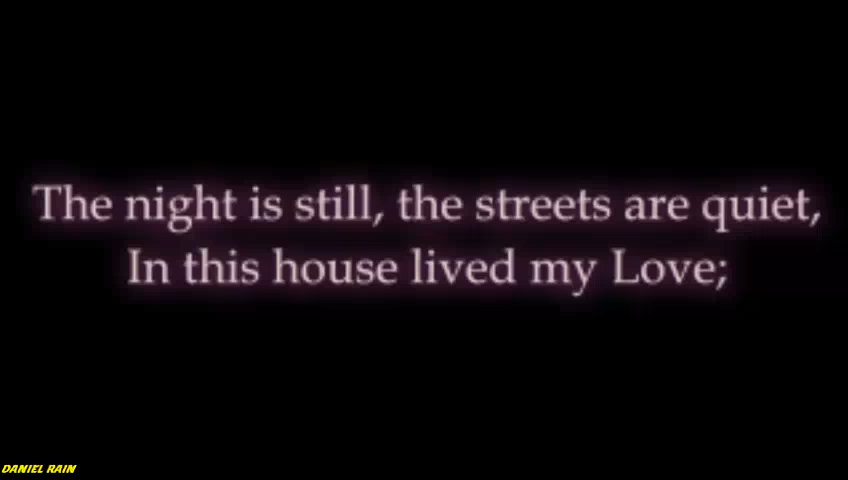 The night is still, the streets are quiet,
In this house lived my Love;
DANIEL RAIN